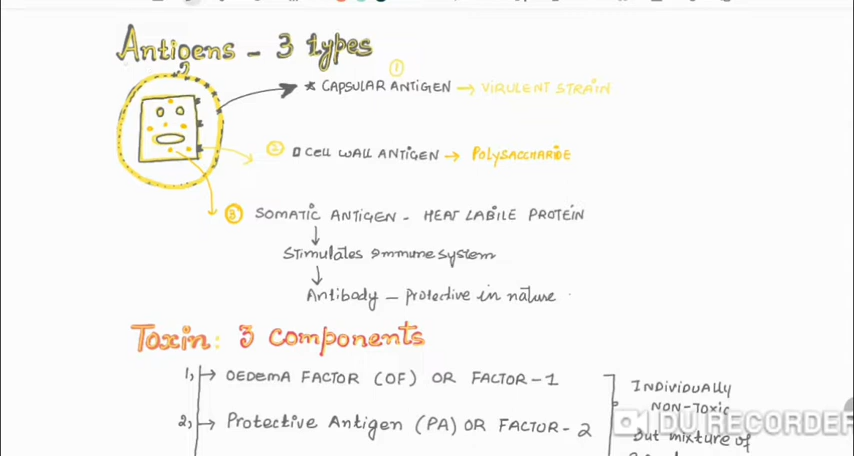 Antigens - 3 types
① ★ CAPSULAR ANTIGEN → VIRULENT STRAIN
② CELL WALL ANTIGEN → POLYSACCHARIDE
③ SOMATIC ANTIGEN - HEAT LABILE PROTEIN
↓
Stimulates immune system
↓
Antibody - protective in nature
Toxin: 3 components
1, → OEDEMA FACTOR (OF) OR FACTOR-1
INDIVIDUALLY
NON-TOXIC
2, → Protective Antigen (PA) OR FACTOR-2
DU RECORDER
But mixture of